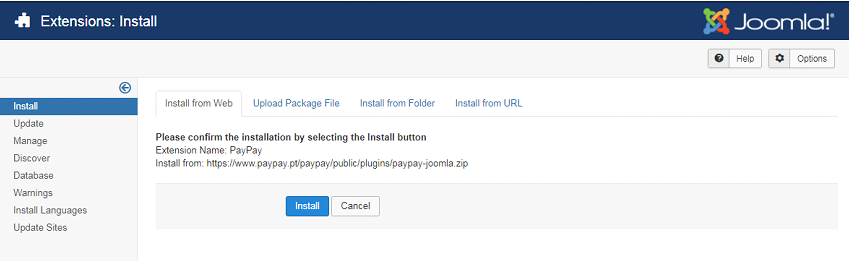 Extensions: Install
Joomla!®
Help
Options
Install
Update
Manage
Discover
Database
Warnings
Install Languages
Update Sites
Install from Web
Upload Package File
Install from Folder
Install from URL
Please confirm the installation by selecting the Install button
Extension Name: PayPay
Install from: https://www.paypay.pt/paypay/public/plugins/paypay-joomla.zip
Install
Cancel